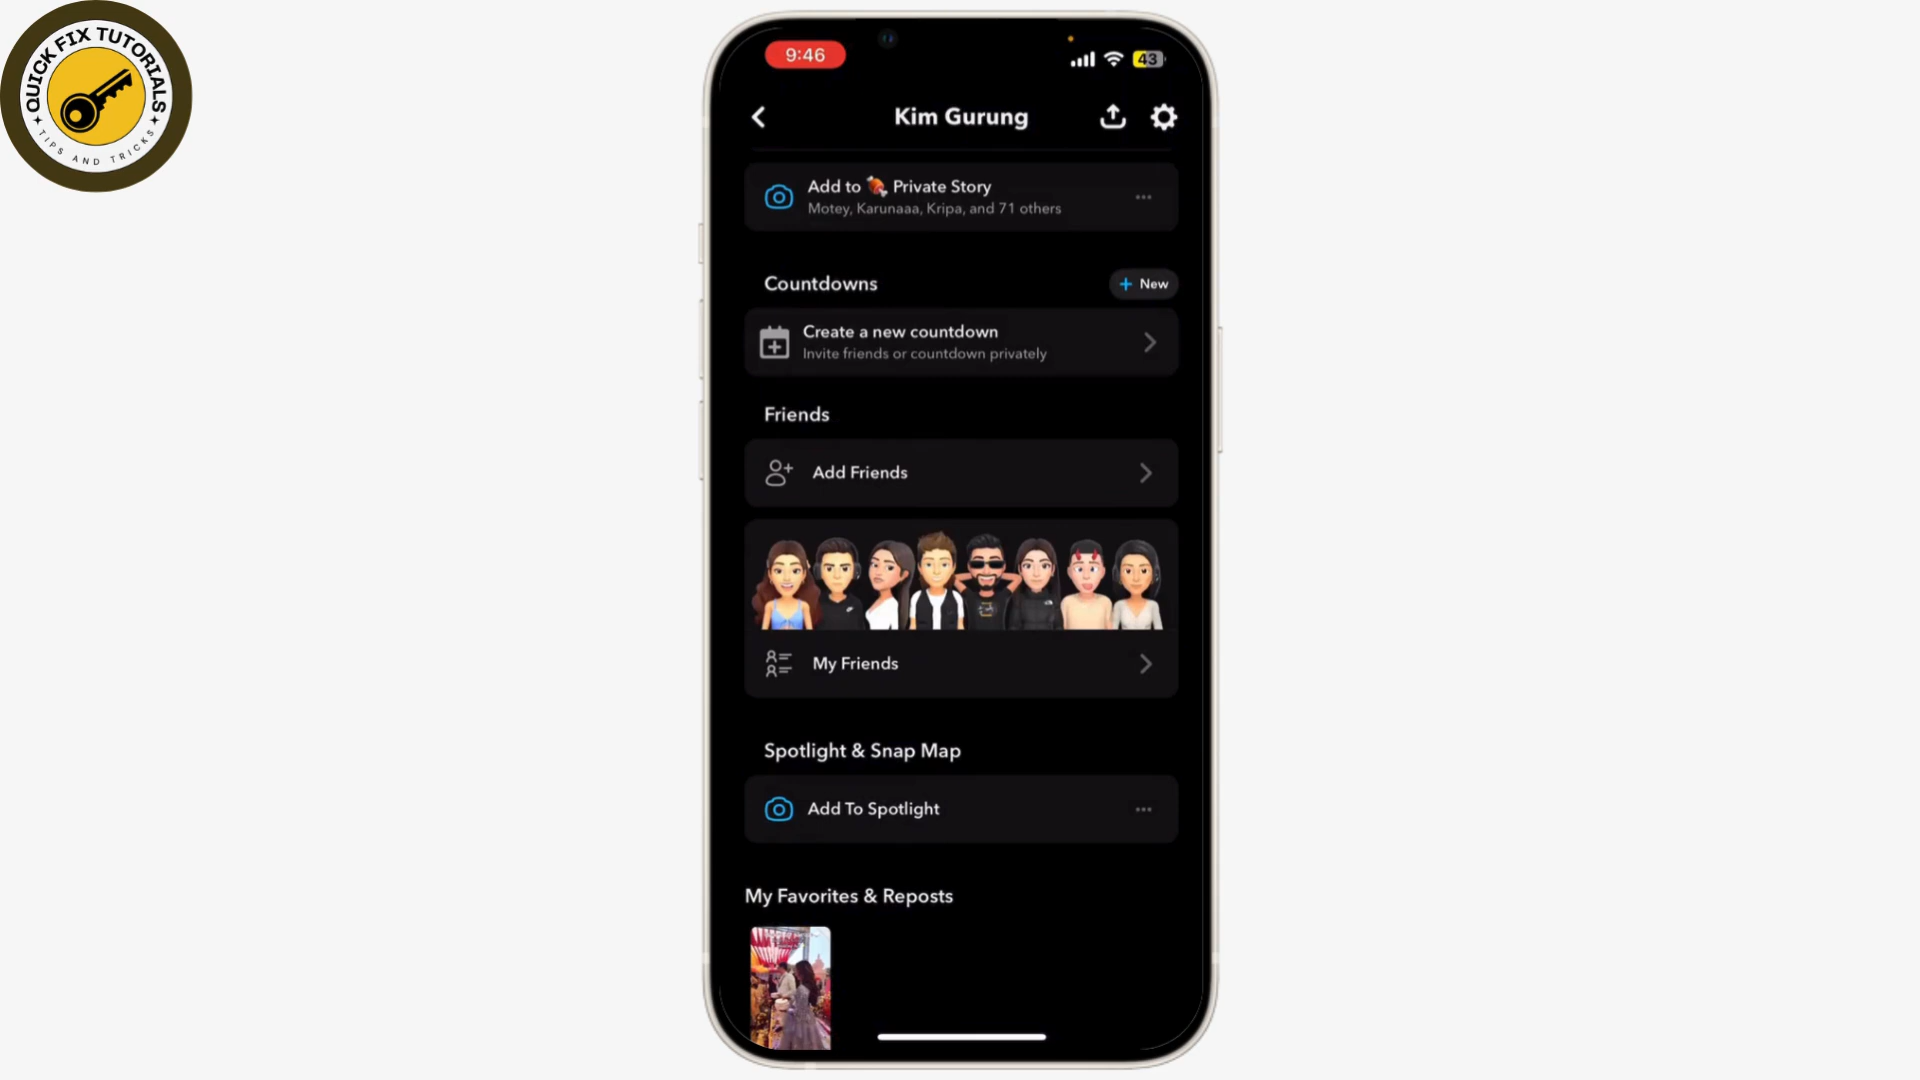 QUICK FIX TUTORIALS
TIPS AND TRICKS
9:46
43
Kim Gurung
Add to 🍗 Private Story
Motey, Karunaaa, Kripa, and 71 others
Countdowns
+ New
Create a new countdown
Invite friends or countdown privately
Friends
Add Friends
My Friends
Spotlight & Snap Map
Add To Spotlight
My Favorites & Reposts